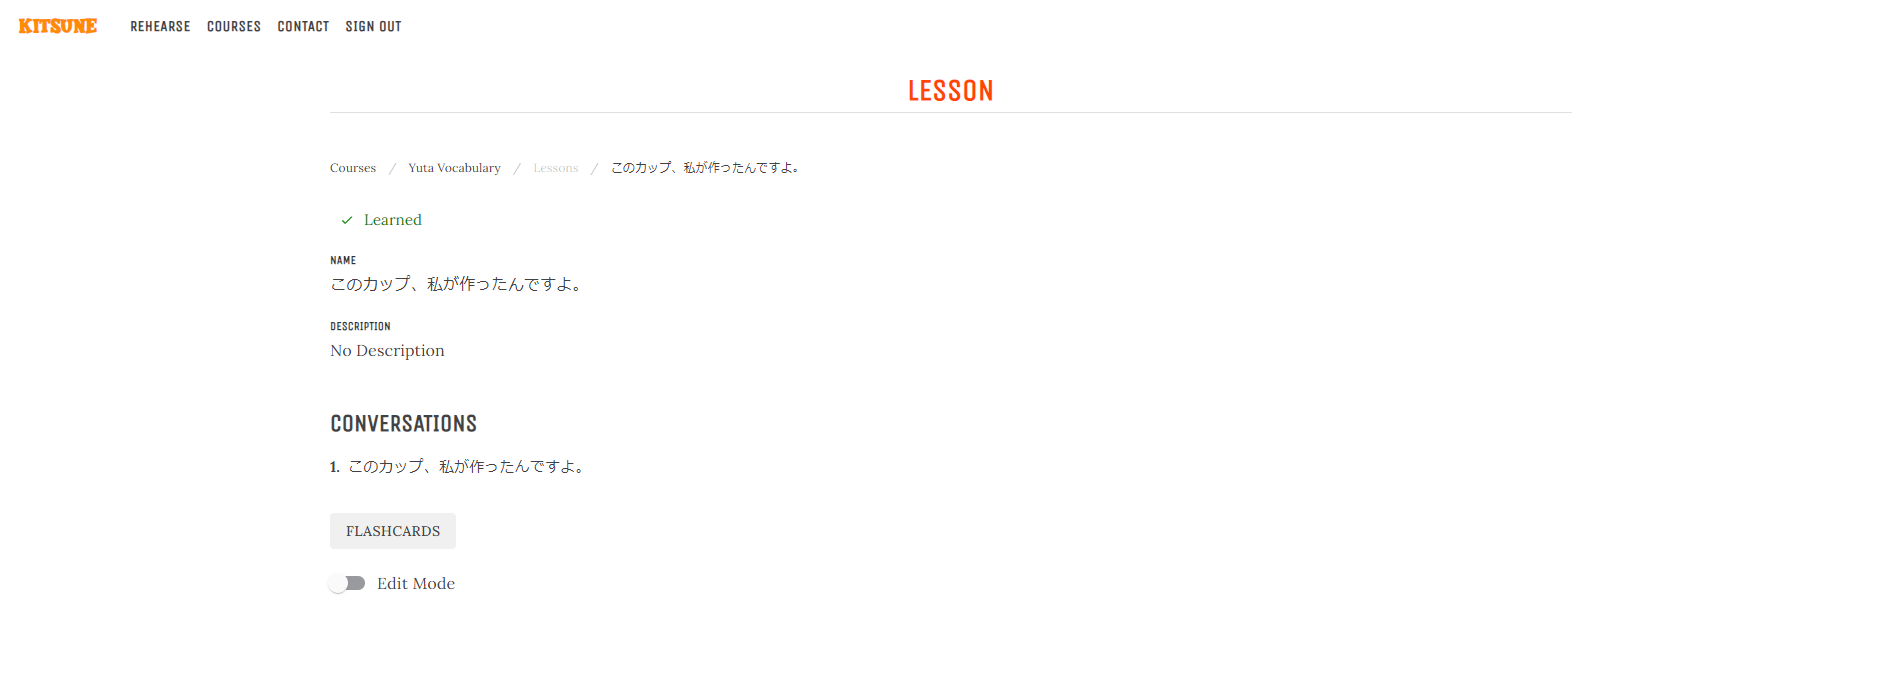 KITSUNE REHEARSE COURSES CONTACT SIGN OUT
LESSON
Courses / Yuta Vocabulary / Lessons / このカップ、私が作ったんですよ。
Learned
NAME
このカップ、私が作ったんですよ。
DESCRIPTION
No Description
CONVERSATIONS
1. このカップ、私が作ったんですよ。
FLASHCARDS
Edit Mode